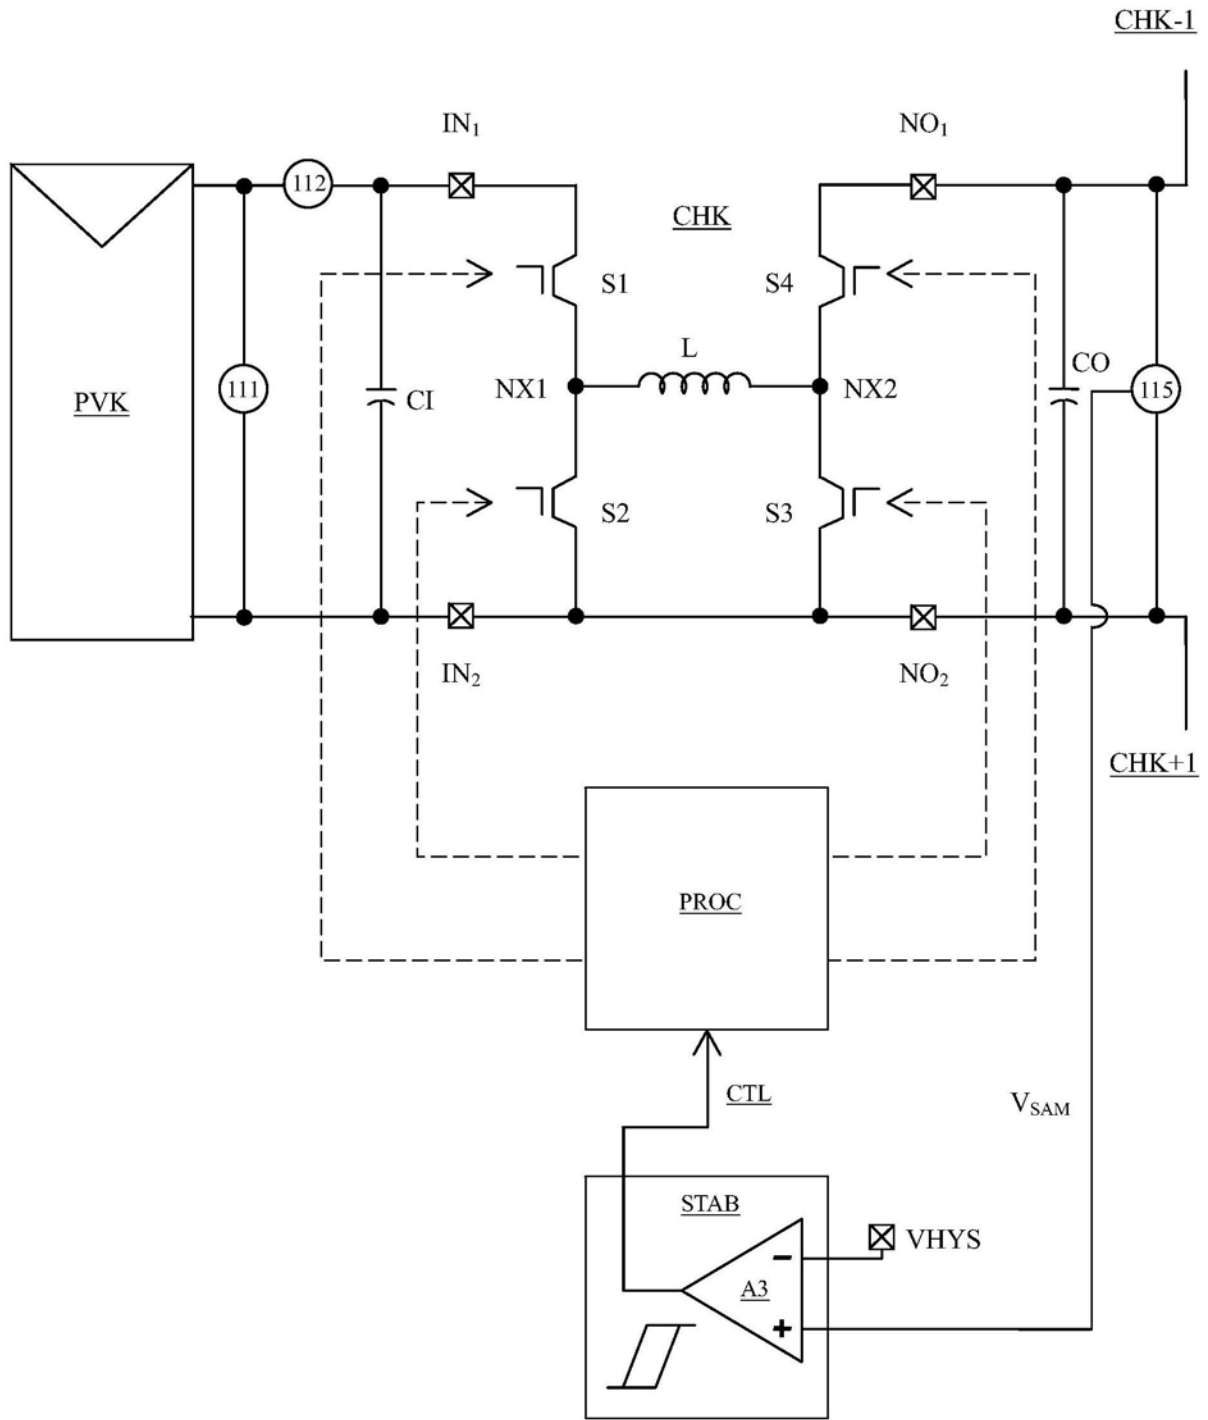 CHK-1
IN₁
NO₁
112
CHK
S1
S4
L
PVK
111
CI
NX1
NX2
CO
115
S2
S3
IN₂
NO₂
CHK+1
PROC
CTL
V_SAM
STAB
VHYS
-
A3
+